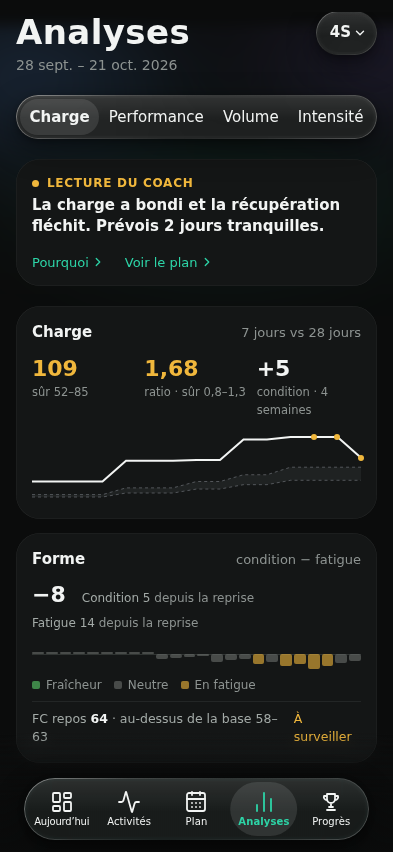 Analyses
4S
28 sept. – 21 oct. 2026
Charge Performance Volume Intensité
LECTURE DU COACH
La charge a bondi et la récupération
fléchit. Prévois 2 jours tranquilles.
Pourquoi Voir le plan
Charge 7 jours vs 28 jours
109 1,68 +5
sûr 52–85 ratio · sûr 0,8–1,3 condition · 4
semaines
Forme condition − fatigue
−8 Condition 5 depuis la reprise
Fatigue 14 depuis la reprise
Fraîcheur Neutre En fatigue
FC repos 64 · au-dessus de la base 58–
63
À
surveiller
Aujourd’hui Activités Plan Analyses Progrès